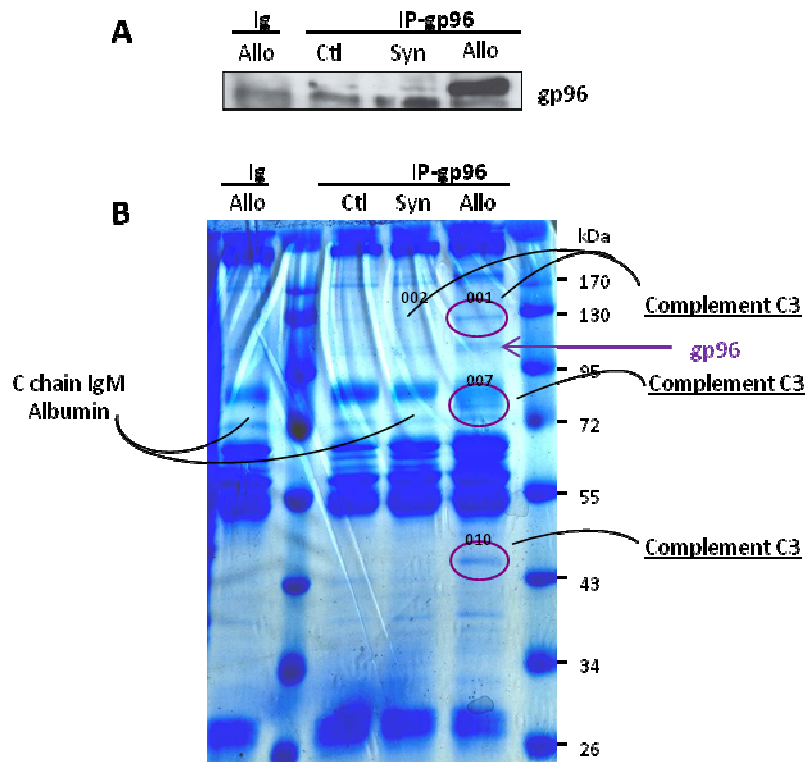 A
Ig
IP-gp96
Allo
Ctl
Syn
Allo
gp96
B
Ig
IP-gp96
Allo
Ctl
Syn
Allo
kDa
170
002
001
Complement C3
130
gp96
95
007
Complement C3
C chain IgM
Albumin
72
55
010
Complement C3
43
34
26